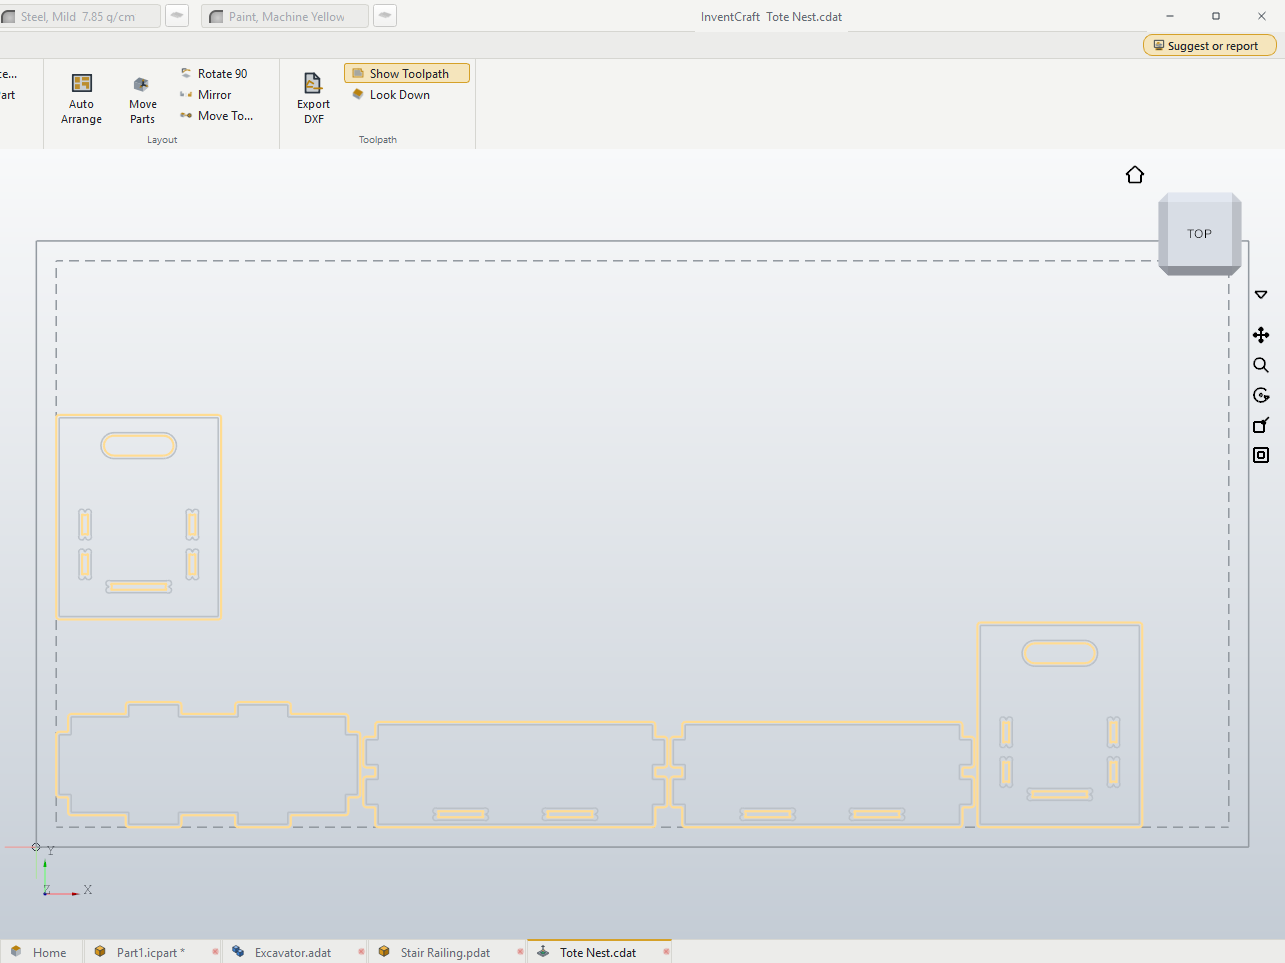 Steel, Mild 7.85 g/cm
Paint, Machine Yellow
InventCraft Tote Nest.cdat
Suggest or report
Rotate 90
Mirror
Move To...
Auto
Arrange
Move
Parts
Layout
Export
DXF
Show Toolpath
Look Down
Toolpath
TOP
Y
Z
X
Home
Part1.icpart *
Excavator.adat
Stair Railing.pdat
Tote Nest.cdat